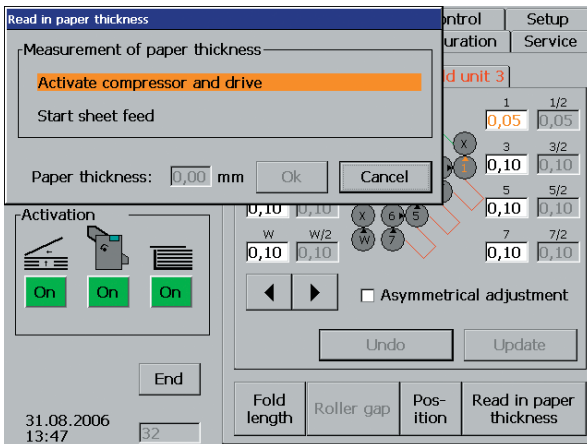 Read in paper thickness
Measurement of paper thickness
Activate compressor and drive
Start sheet feed
Paper thickness: 0,00 mm Ok Cancel
ntrol Setup
uration Service
d unit 3
1 1/2
0,05 0,05
X
3 3/2
0,10 0,10
1
5 5/2
0,10 0,10 0,10 0,10
X 6 5
W W/2 7 7/2
0,10 0,10 W 7 0,10 0,10
Activation
On On On
Asymmetrical adjustment
Undo Update
End
Fold length
Roller gap
Pos-
ition
Read in paper
thickness
31.08.2006
13:47 32